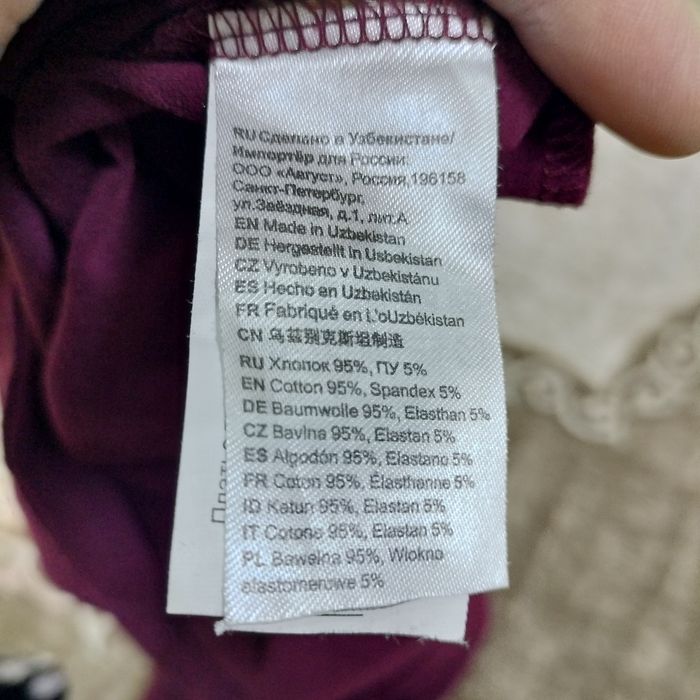 RU Сделано в Узбекистане/
Импортёр для России:
ООО «Август», Россия,196158
Санкт-Петербург,
ул.Звёздная, д.1, лит.А
EN Made in Uzbekistan
DE Hergestellt in Usbekistan
CZ Vyrobeno v Uzbekistánu
ES Hecho en Uzbekistán
FR Fabriqué en L'oUzbékistan
CN 乌兹别克斯坦制造
RU Хлопок 95%, ПУ 5%
EN Cotton 95%, Spandex 5%
DE Baumwolle 95%, Elasthan 5%
CZ Bavlna 95%, Elastan 5%
ES Algodón 95%, Elastano 5%
FR Coton 95%, Élasthanne 5%
ID Katun 95%, Elastan 5%
IT Cotone 95%, Elastan 5%
PL Bawełna 95%, Włokno
elastomerowe 5%